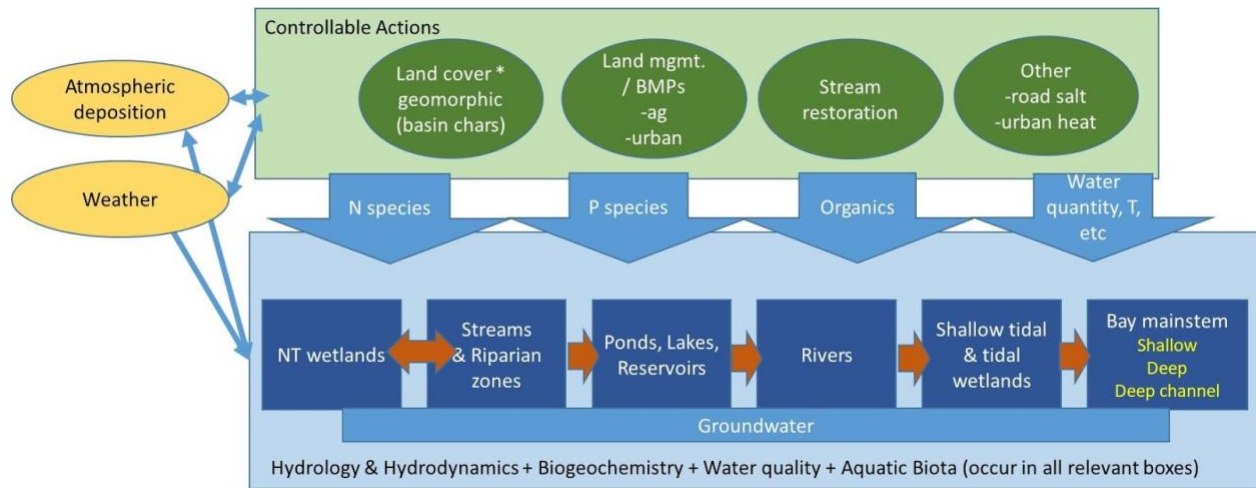 Controllable Actions
Atmospheric
deposition
Weather
Land cover *
geomorphic
(basin chars)
Land mgmt.
/ BMPs
-ag
-urban
Stream
restoration
Other
-road salt
-urban heat
N species
P species
Organics
Water
quantity, T,
etc
NT wetlands
Streams
& Riparian
zones
Ponds, Lakes,
Reservoirs
Rivers
Shallow tidal
& tidal
wetlands
Bay mainstem
Shallow
Deep
Deep channel
Groundwater
Hydrology & Hydrodynamics + Biogeochemistry + Water quality + Aquatic Biota (occur in all relevant boxes)